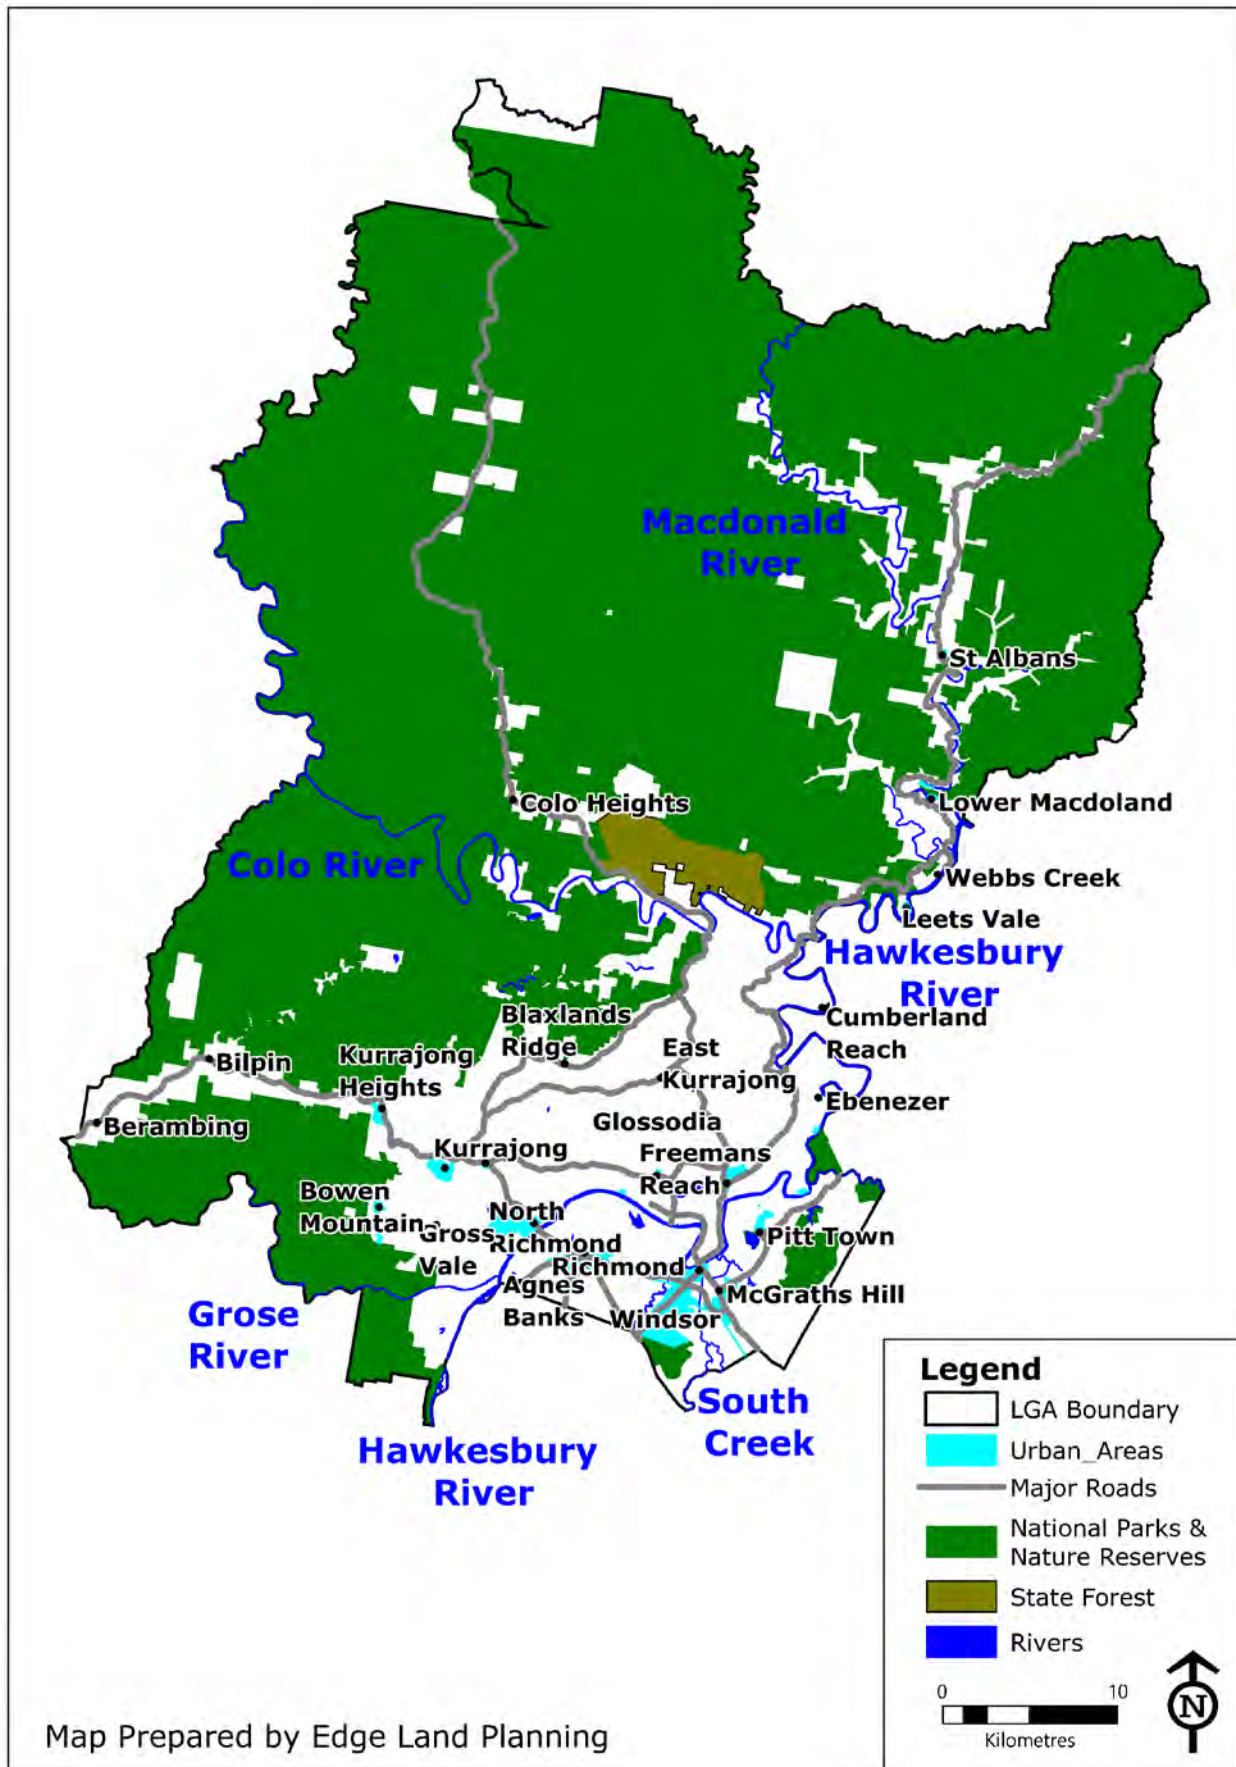 Macdonald
River
St Albans
Colo Heights
Lower Macdoland
Colo River
Webbs Creek
Leets Vale
Hawkesbury
River
Blaxlands
Ridge
Cumberland
Reach
East
Kurrajong
Kurrajong
Heights
Bilpin
Ebenezer
Berambing
Glossodia
Kurrajong
Freemans
Reach
Bowen
Mountain
Gross
Vale
North
Richmond
Pitt Town
Richmond
Agnes
Banks
McGraths Hill
Windsor
Grose
River
South
Creek
Hawkesbury
River
Legend
LGA Boundary
Urban_Areas
Major Roads
National Parks &
Nature Reserves
State Forest
Rivers
0 10
Kilometres
N
Map Prepared by Edge Land Planning